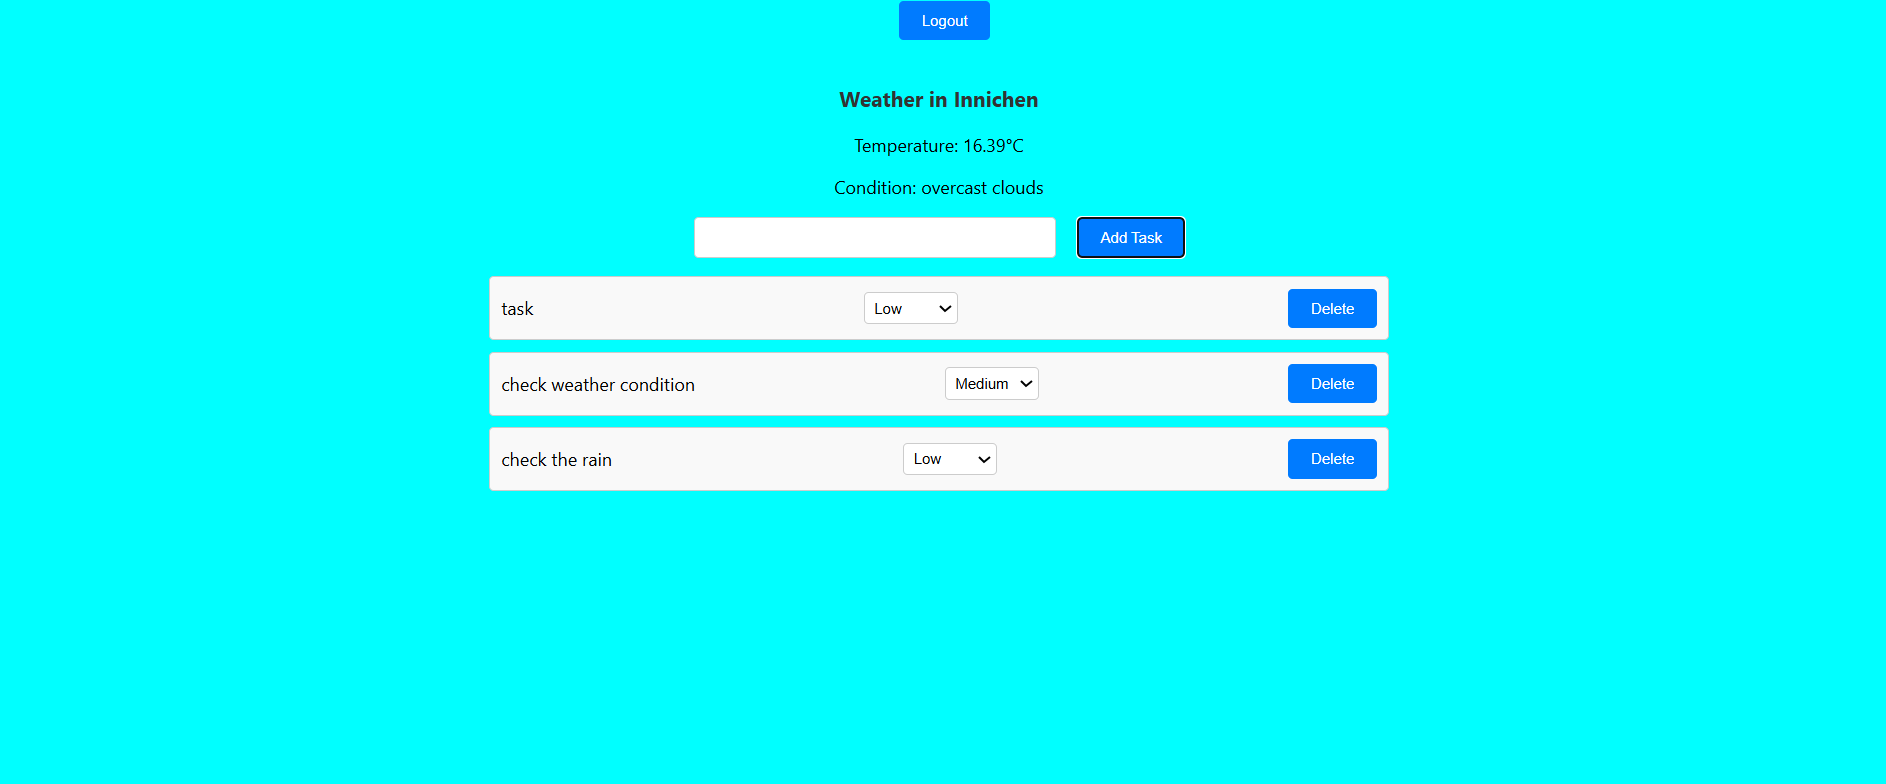 Logout
Weather in Innichen
Temperature: 16.39°C
Condition: overcast clouds
Add Task
task Low Delete
check weather condition Medium Delete
check the rain Low Delete